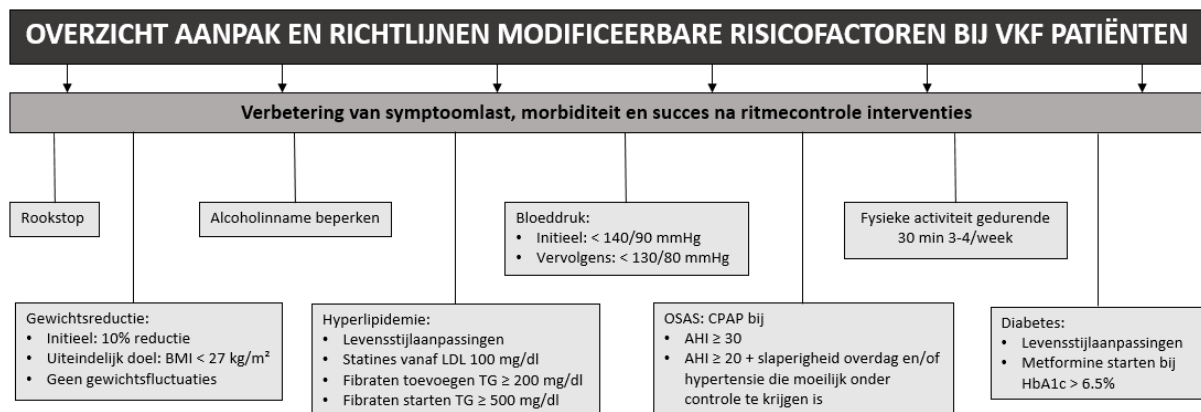 OVERZICHT AANPAK EN RICHTLIJNEN MODIFICEERBARE RISICOFACTOREN BIJ VKF PATIËNTEN
Verbetering van symptoomlast, morbiditeit en succes na ritmecontrole interventies
Rookstop
Alcoholinname beperken
Bloeddruk:
• Initieel: < 140/90 mmHg
• Vervolgens: < 130/80 mmHg
Fysieke activiteit gedurende
30 min 3-4/week
Gewichtsreductie:
• Initieel: 10% reductie
• Uiteindelijk doel: BMI < 27 kg/m²
• Geen gewichtsfluctuaties
Hyperlipidemie:
• Levensstijlaanpassingen
• Statines vanaf LDL 100 mg/dl
• Fibraten toevoegen TG ≥ 200 mg/dl
• Fibraten starten TG ≥ 500 mg/dl
OSAS: CPAP bij
• AHI ≥ 30
• AHI ≥ 20 + slaperigheid overdag en/of
hypertensie die moeilijk onder
controle te krijgen is
Diabetes:
• Levensstijlaanpassingen
• Metformine starten bij
HbA1c > 6.5%